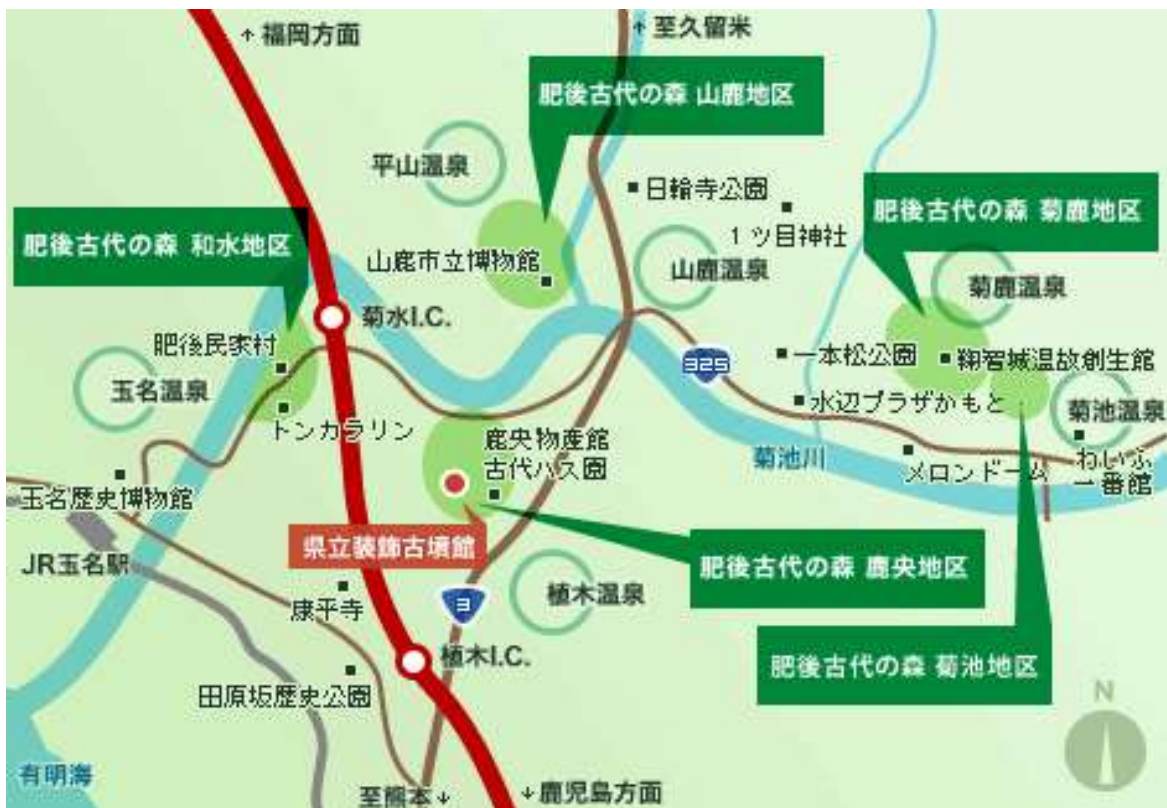 ↑福岡方面
↑至久留米
肥後古代の森 山鹿地区
平山温泉
日輪寺公園
肥後古代の森 菊鹿地区
肥後古代の森 和水地区
1ツ目神社
山鹿市立博物館
山鹿温泉
菊鹿温泉
菊水I.C.
肥後民家村
325
一本松公園
鞠智城温故創生館
玉名温泉
水辺プラザかもと
菊池温泉
トンカラリン
鹿央物産館
古代ハス園
菊池川
メロンドーム
わいふ
一番館
玉名歴史博物館
県立装飾古墳館
JR玉名駅
肥後古代の森 鹿央地区
植木温泉
康平寺
3
植木I.C.
肥後古代の森 菊池地区
田原坂歴史公園
N
有明海
至熊本↓
↓鹿児島方面